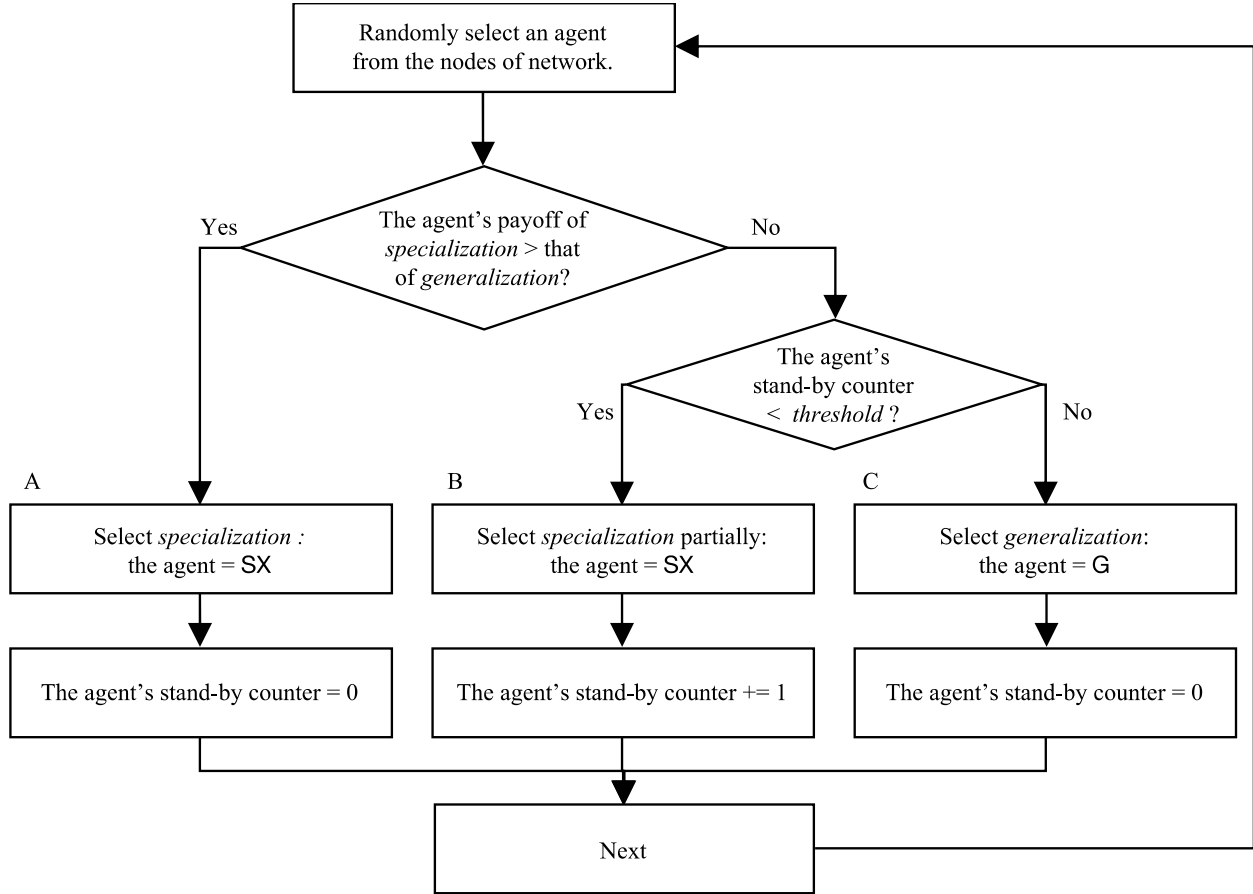 Randomly select an agent
from the nodes of network.
Yes
The agent’s payoff of
specialization > that
of generalization?
No
The agent’s
stand-by counter
< threshold ?
Yes
No
A
B
C
Select specialization :
the agent = SX
Select specialization partially:
the agent = SX
Select generalization:
the agent = G
The agent’s stand-by counter = 0
The agent’s stand-by counter += 1
The agent’s stand-by counter = 0
Next